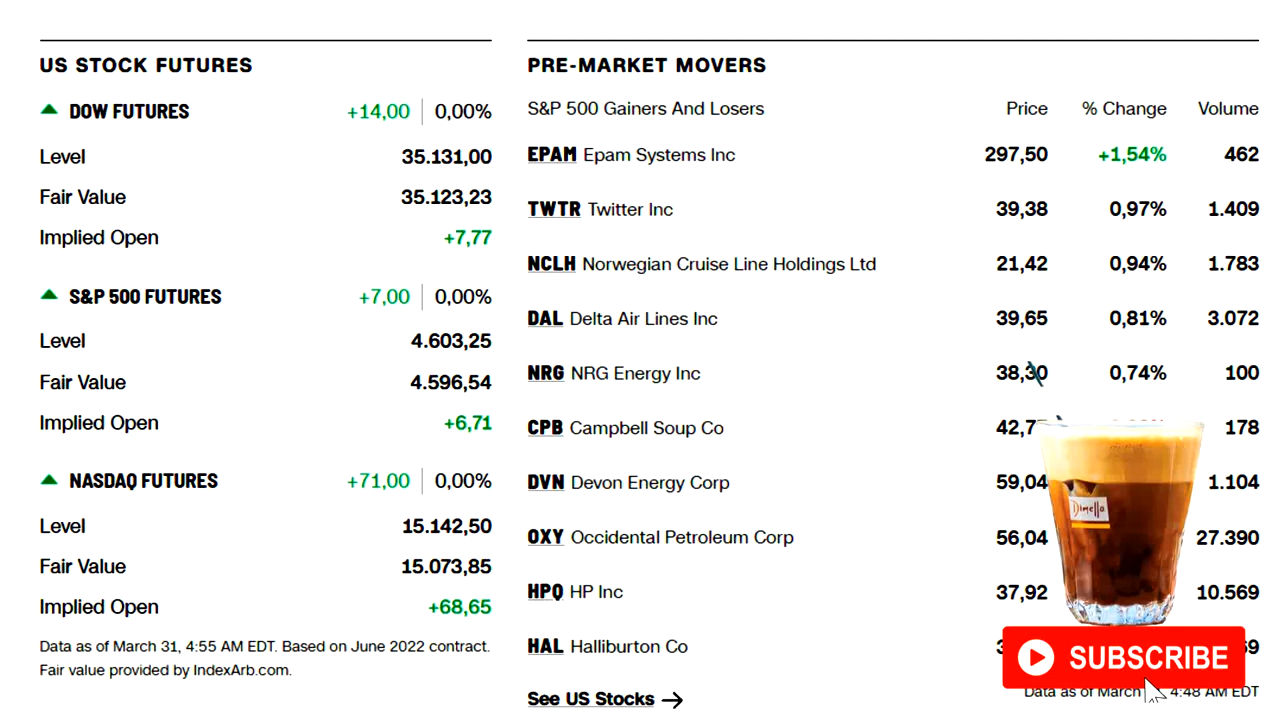 US STOCK FUTURES
DOW FUTURES +14,00 0,00%
Level 35.131,00
Fair Value 35.123,23
Implied Open +7,77
S&P 500 FUTURES +7,00 0,00%
Level 4.603,25
Fair Value 4.596,54
Implied Open +6,71
NASDAQ FUTURES +71,00 0,00%
Level 15.142,50
Fair Value 15.073,85
Implied Open +68,65
Data as of March 31, 4:55 AM EDT. Based on June 2022 contract.
Fair value provided by IndexArb.com.
PRE-MARKET MOVERS
S&P 500 Gainers And Losers Price % Change Volume
EPAM Epam Systems Inc 297,50 +1,54% 462
TWTR Twitter Inc 39,38 0,97% 1.409
NCLH Norwegian Cruise Line Holdings Ltd 21,42 0,94% 1.783
DAL Delta Air Lines Inc 39,65 0,81% 3.072
NRG NRG Energy Inc 38,30 0,74% 100
CPB Campbell Soup Co 178
DVN Devon Energy Corp 59,04 1.104
OXY Occidental Petroleum Corp 56,04 27.390
HPQ HP Inc 37,92 10.569
HAL Halliburton Co
See US Stocks
Dimello
SUBSCRIBE
Data as of March 4:48 AM EDT